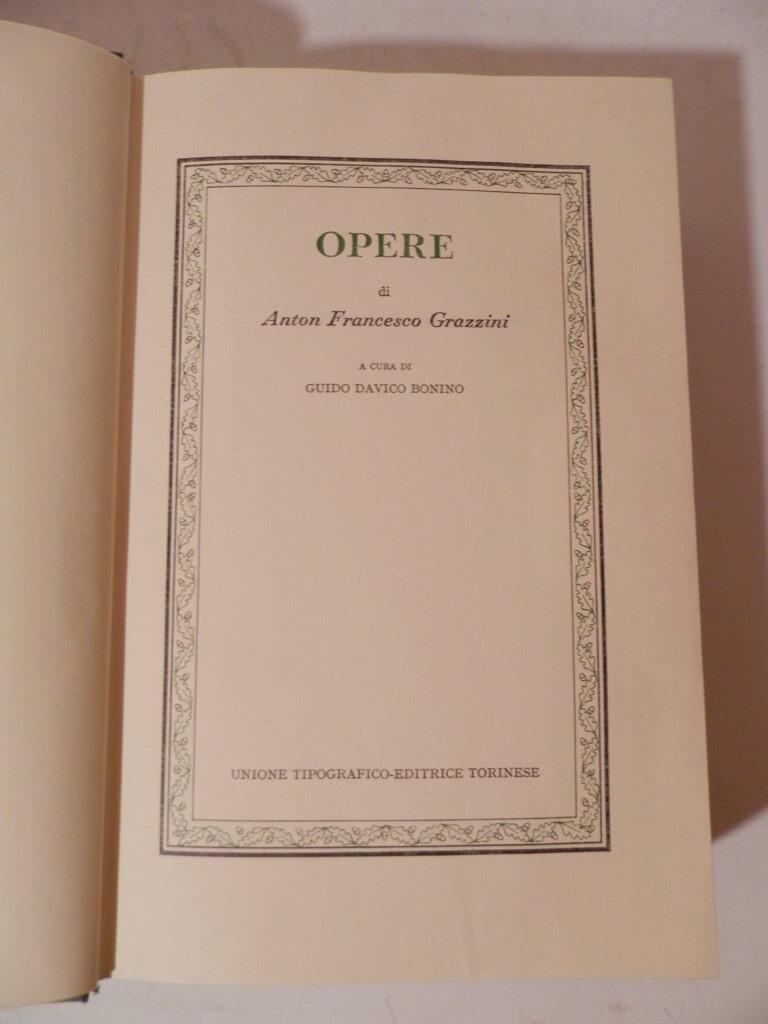 OPERE
di
Anton Francesco Grazzini
A CURA DI
GUIDO DAVICO BONINO
UNIONE TIPOGRAFICO-EDITRICE TORINESE